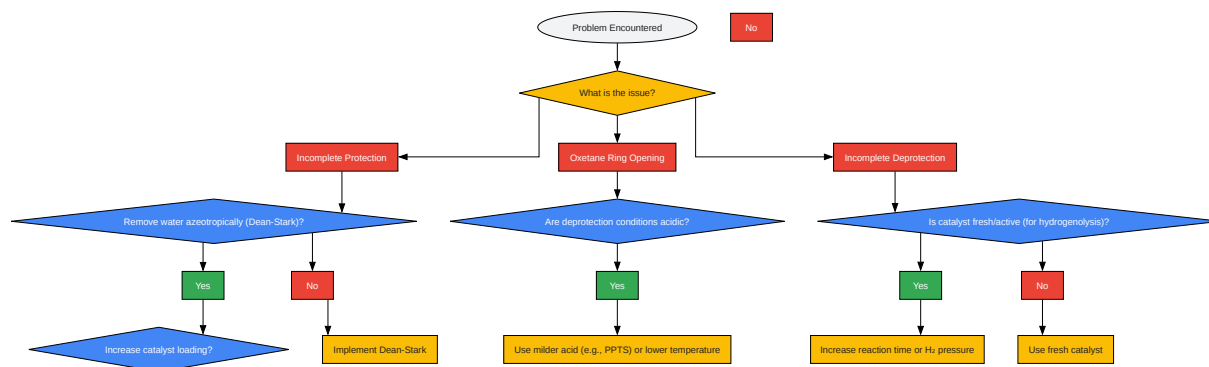 Problem Encountered
No
What is the issue?
Incomplete Protection
Oxetane Ring Opening
Incomplete Deprotection
Remove water azeotropically (Dean-Stark)?
Are deprotection conditions acidic?
Is catalyst fresh/active (for hydrogenolysis)?
Yes
No
Yes
Yes
No
Increase catalyst loading?
Implement Dean-Stark
Use milder acid (e.g., PPTS) or lower temperature
Increase reaction time or H₂ pressure
Use fresh catalyst